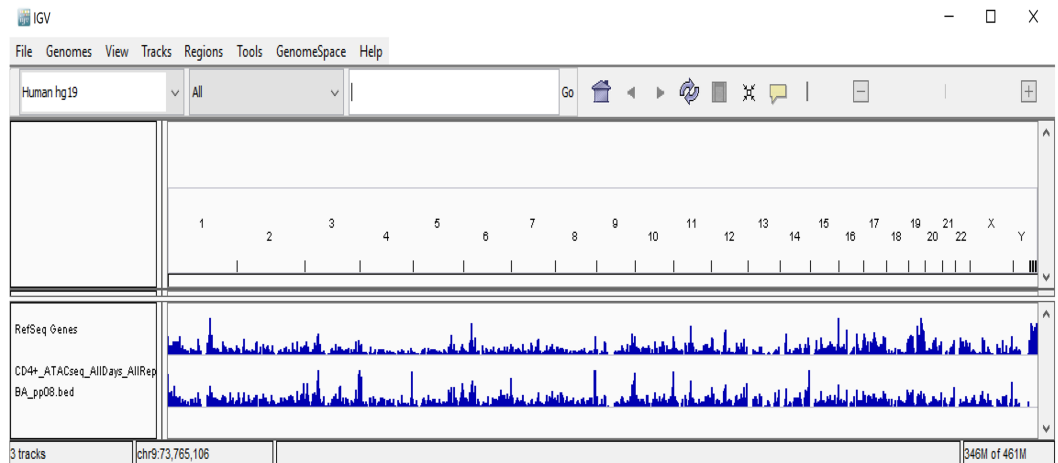 IGV
File Genomes View Tracks Regions Tools GenomeSpace Help
Human hg19 All Go
1 3 5 7 9 11 13 15 17 19 21 X
2 4 6 8 10 12 14 16 18 20 22 Y
RefSeq Genes
CD4+_ATACseq_AllDays_AllRep
BA_pp08.bed
3 tracks chr9:73,765,106 346M of 461M